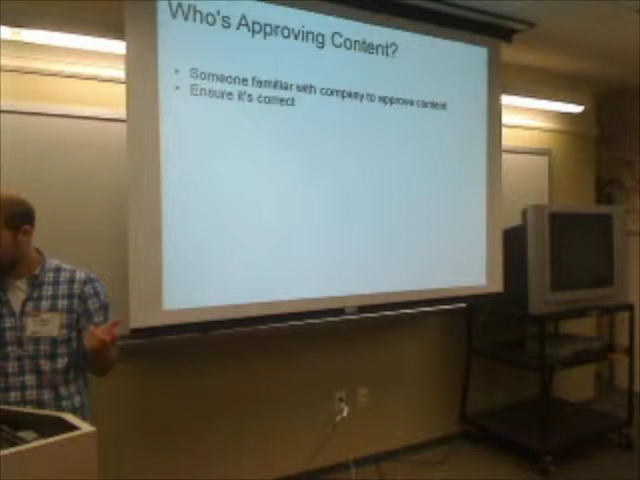 Who's Approving Content?
• Someone familiar with company to approve content
• Ensure it's correct